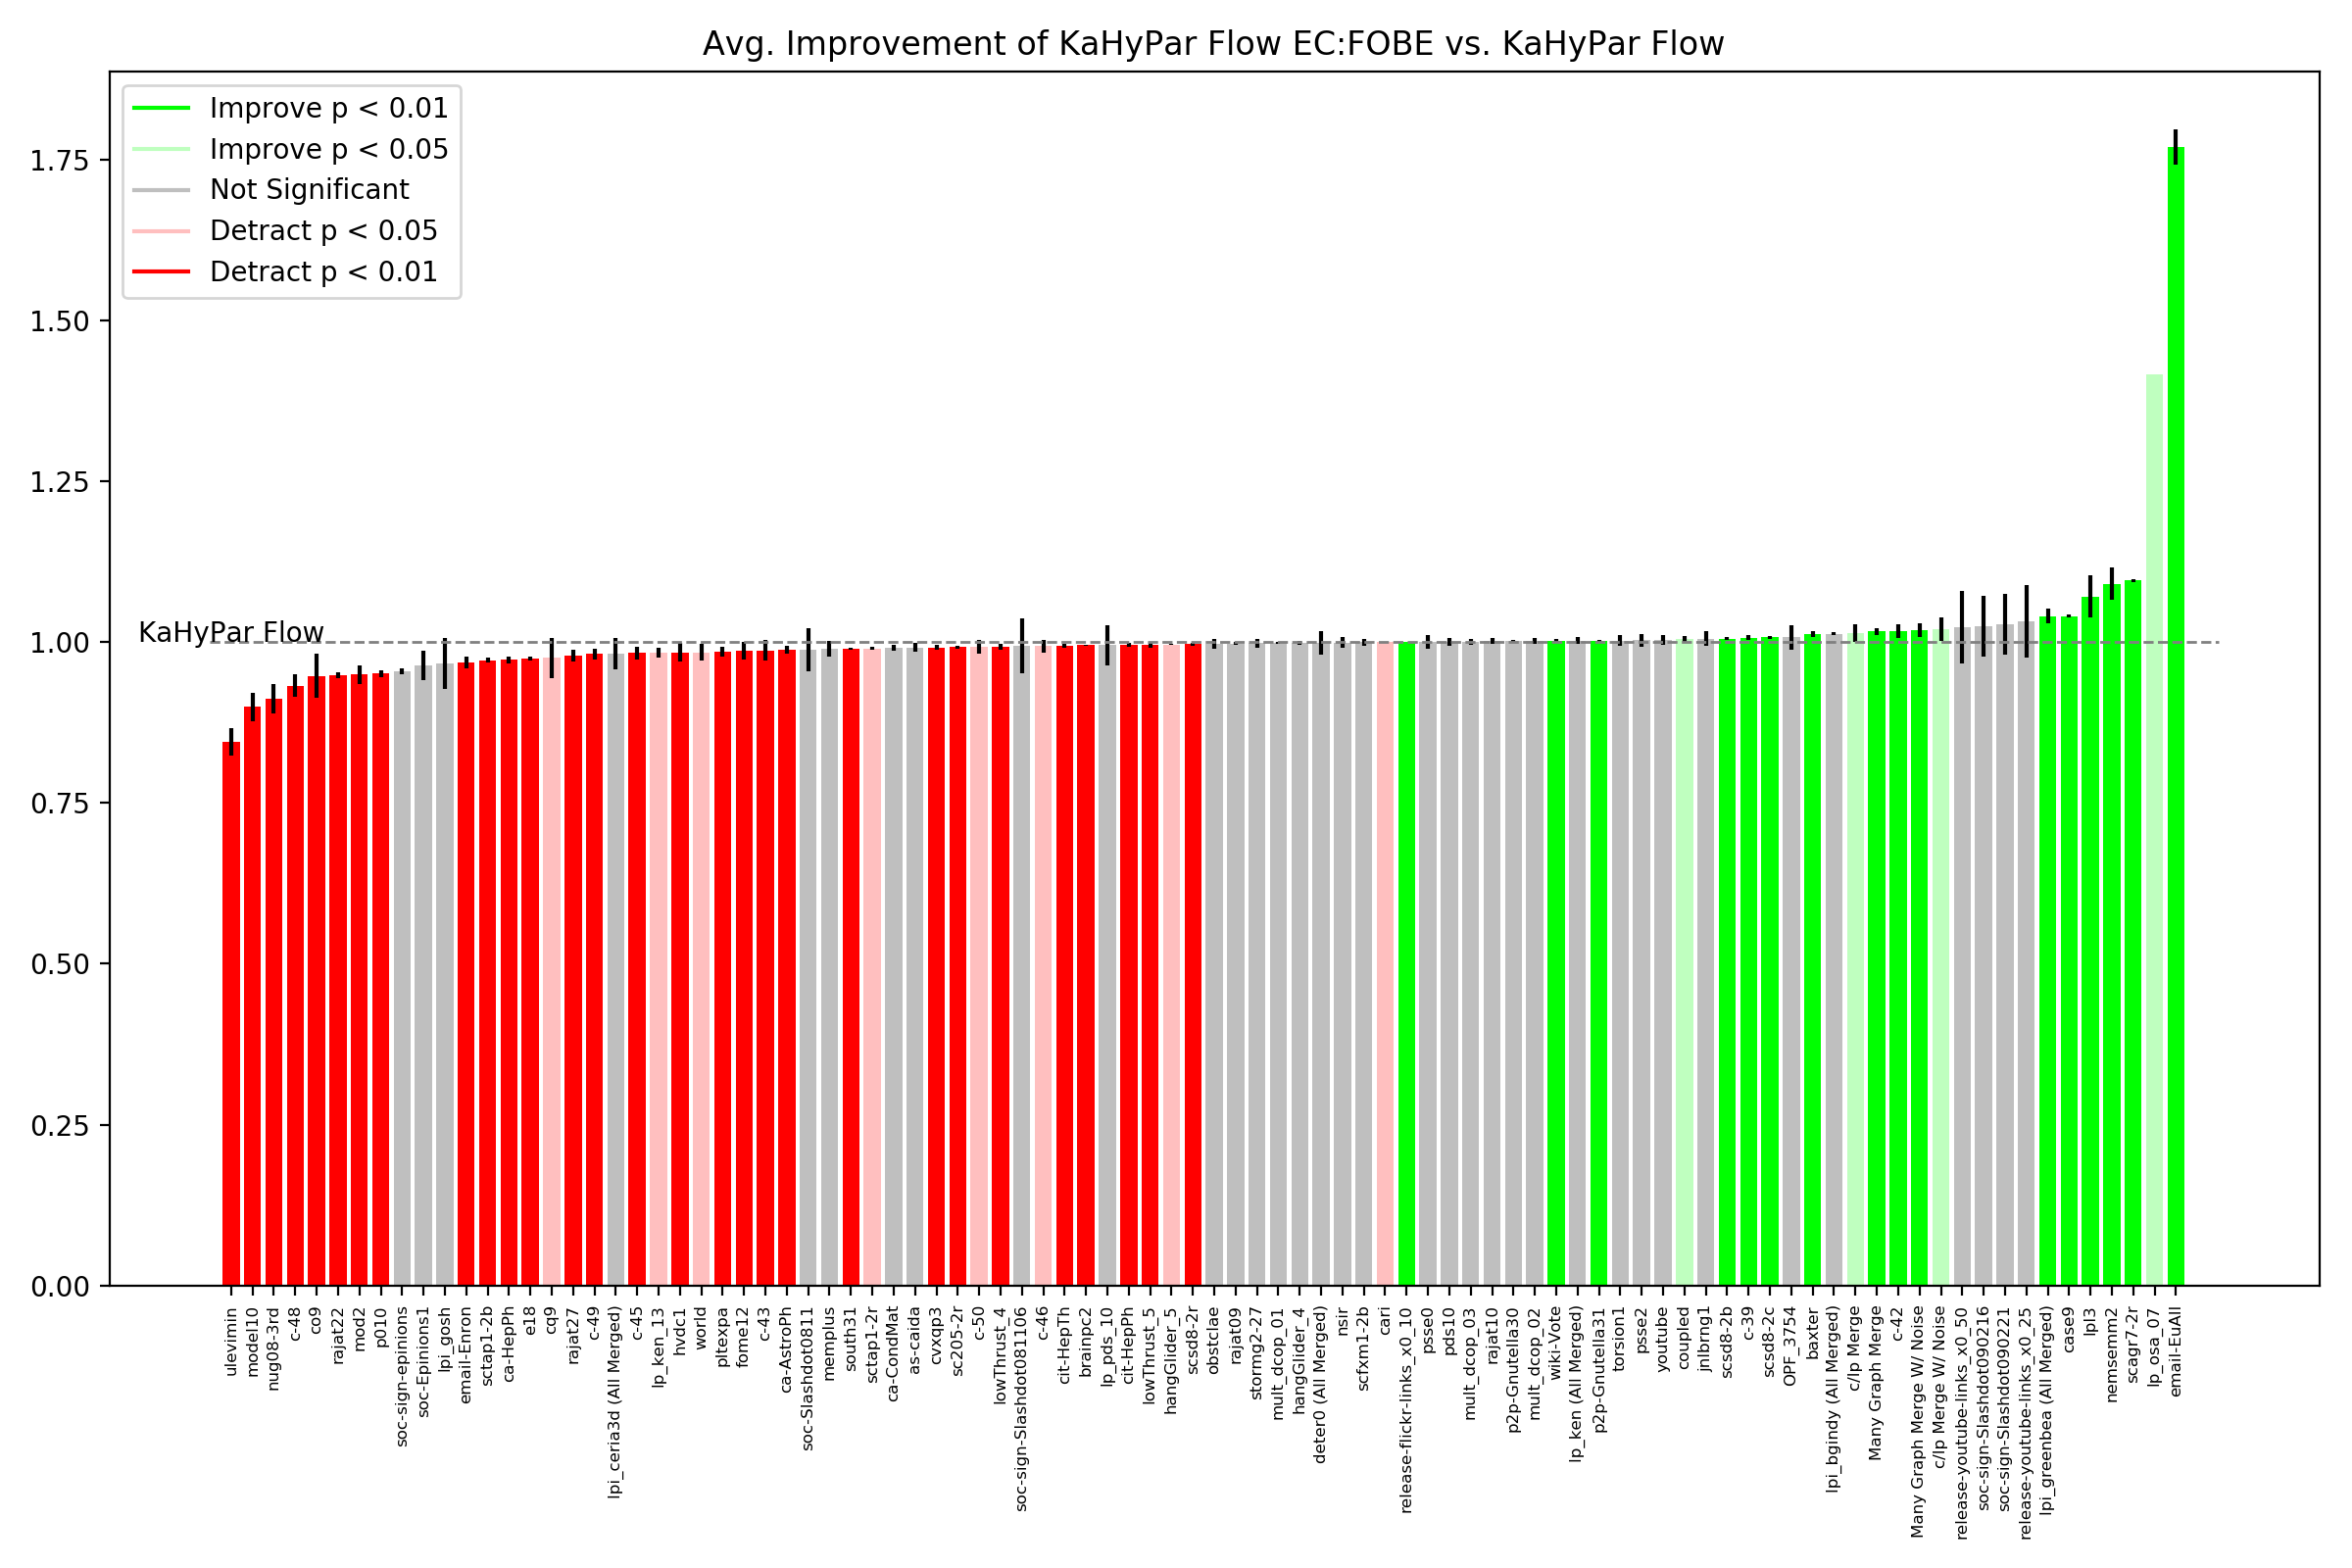 Avg. Improvement of KaHyPar Flow EC:FOBE vs. KaHyPar Flow
Improve p < 0.01
Improve p < 0.05
Not Significant
Detract p < 0.05
Detract p < 0.01
1.75
1.50
1.25
1.00
0.75
0.50
0.25
0.00
KaHyPar Flow
ulevimin
model10
nug08-3rd
c-48
co9
rajat22
mod2
p010
soc-sign-epinions
soc-Epinions1
lpi_gosh
email-Enron
sctap1-2b
ca-HepPh
e18
cq9
rajat27
c-49
lpi_ceria3d (All Merged)
c-45
lp_ken_13
hvdc1
world
pltexpa
fome12
c-43
ca-AstroPh
soc-Slashdot0811
memplus
south31
sctap1-2r
ca-CondMat
as-caida
cvxqp3
sc205-2r
c-50
lowThrust_4
soc-sign-Slashdot081106
c-46
cit-HepTh
brainpc2
lp_pds_10
cit-HepPh
lowThrust_5
hangGlider_5
scsd8-2r
obstclae
rajat09
stormg2-27
mult_dcop_01
hangGlider_4
deter0 (All Merged)
nsir
scfxm1-2b
cari
release-flickr-links_x0_10
psse0
pds10
mult_dcop_03
rajat10
p2p-Gnutella30
mult_dcop_02
wiki-Vote
lp_ken (All Merged)
p2p-Gnutella31
torsion1
psse2
youtube
coupled
jnlbrng1
scsd8-2b
c-39
scsd8-2c
OPF_3754
baxter
lpi_bgindy (All Merged)
c/lp Merge
Many Graph Merge
c-42
Many Graph Merge W/ Noise
c/lp Merge W/ Noise
release-youtube-links_x0_50
soc-sign-Slashdot090216
soc-sign-Slashdot090221
release-youtube-links_x0_25
lpi_greenbea (All Merged)
case9
lpl3
nemsemm2
scagr7-2r
lp_osa_07
email-EuAll